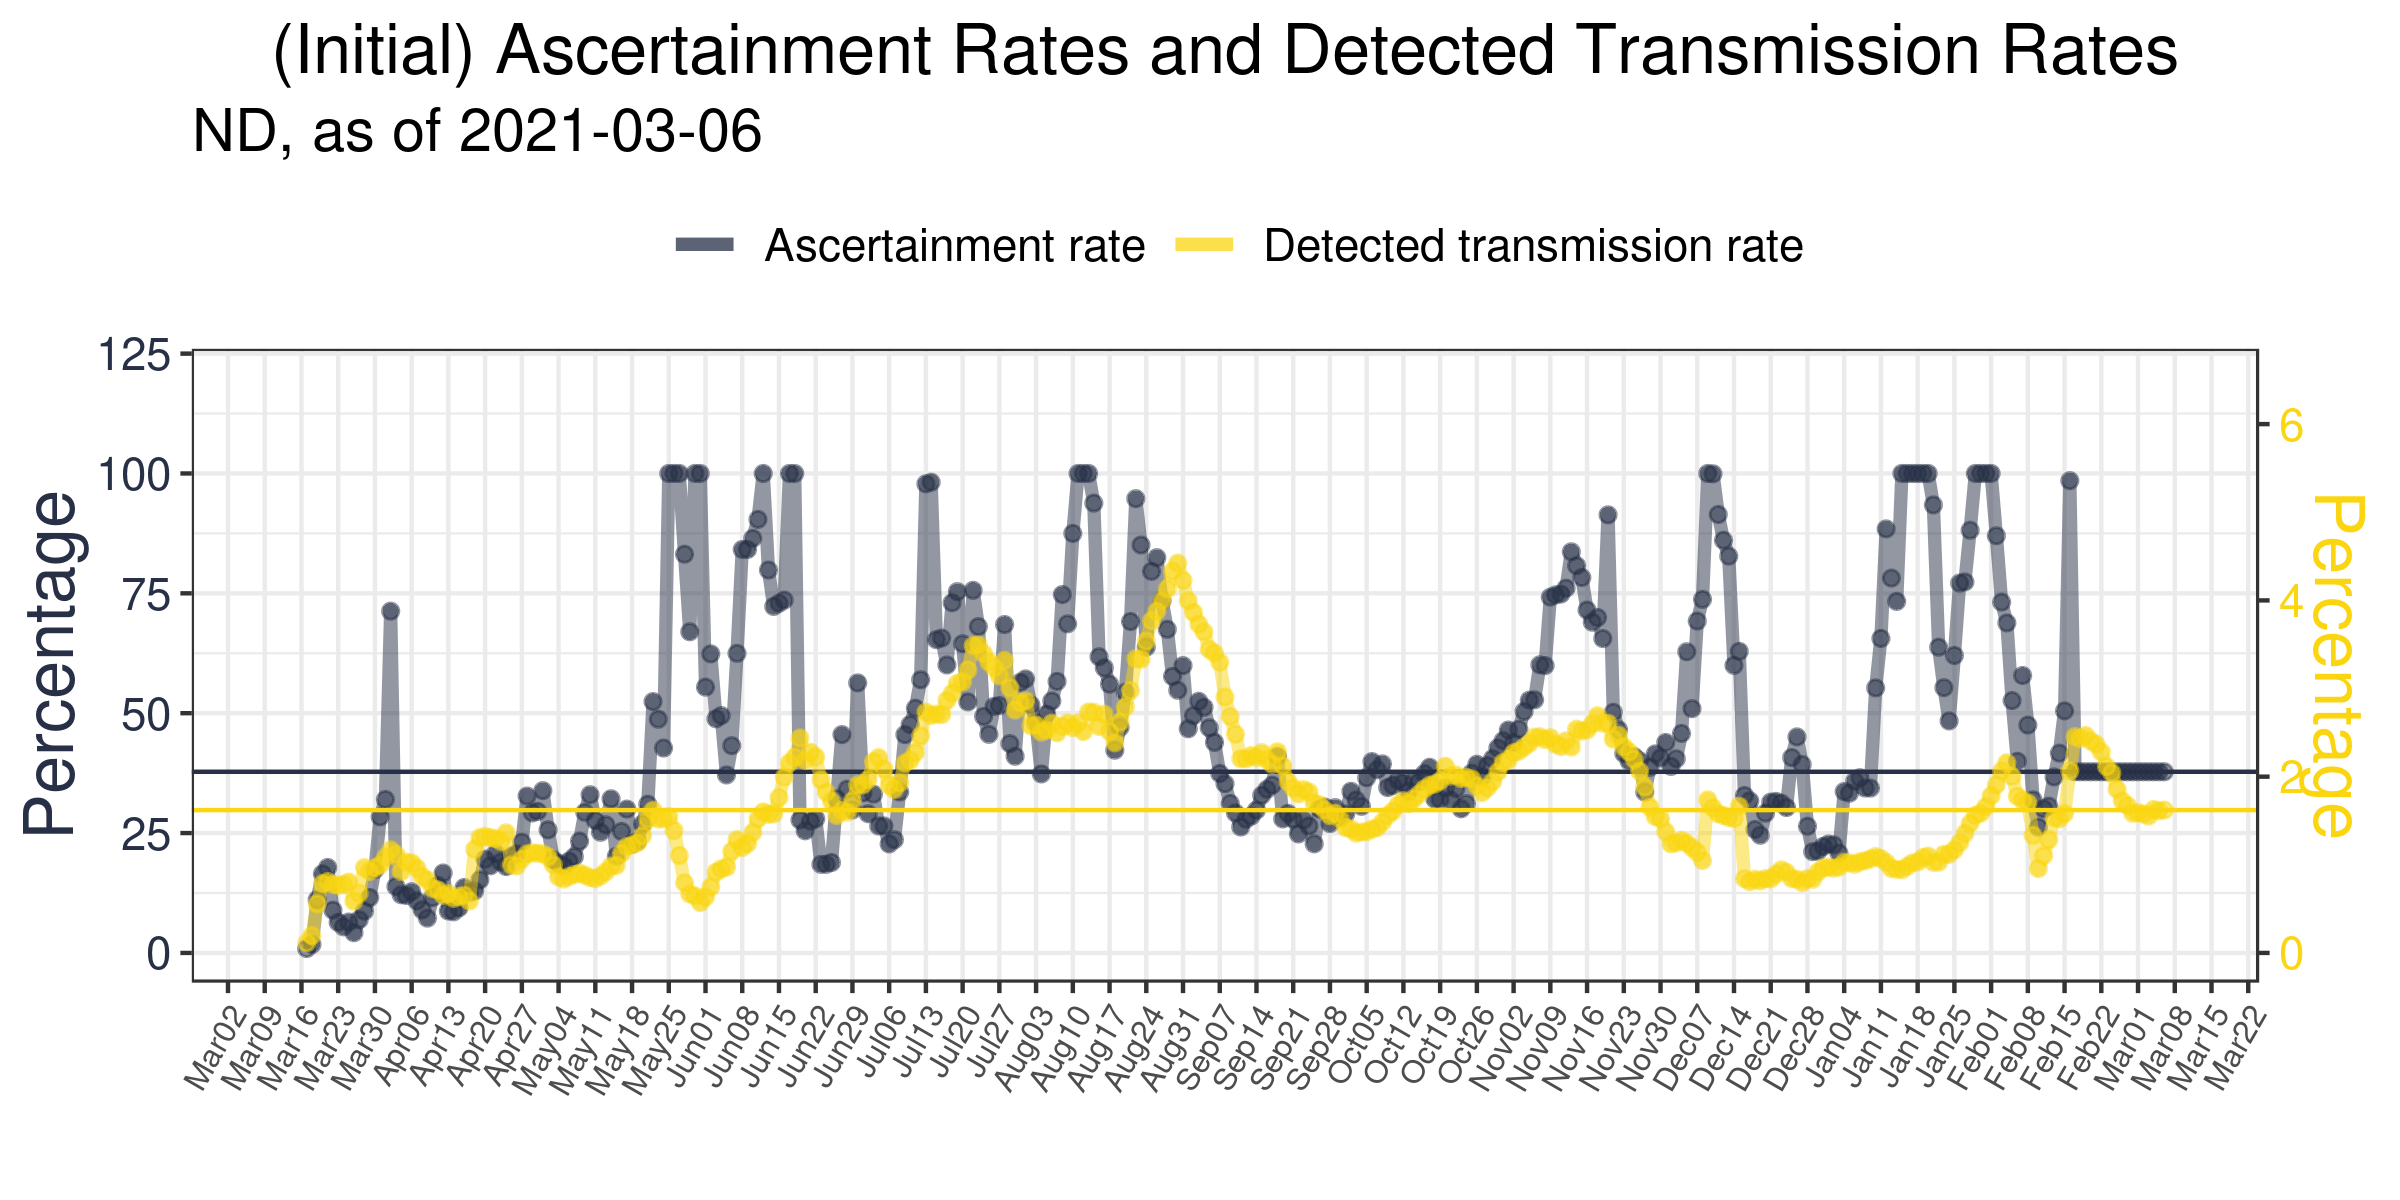 (Initial) Ascertainment Rates and Detected Transmission Rates
ND, as of 2021-03-06
Ascertainment rate Detected transmission rate
Percentage
125
100
75
50
25
0
6
4
2
0
Percentage
Mar02 Mar09 Mar16 Mar23 Mar30 Apr06 Apr13 Apr20 Apr27 May04 May11 May18 May25 Jun01 Jun08 Jun15 Jun22 Jun29 Jul06 Jul13 Jul20 Jul27 Aug03 Aug10 Aug17 Aug24 Aug31 Sep07 Sep14 Sep21 Sep28 Oct05 Oct12 Oct19 Oct26 Nov02 Nov09 Nov16 Nov23 Nov30 Dec07 Dec14 Dec21 Dec28 Jan04 Jan11 Jan18 Jan25 Feb01 Feb08 Feb15 Feb22 Mar01 Mar08 Mar15 Mar22